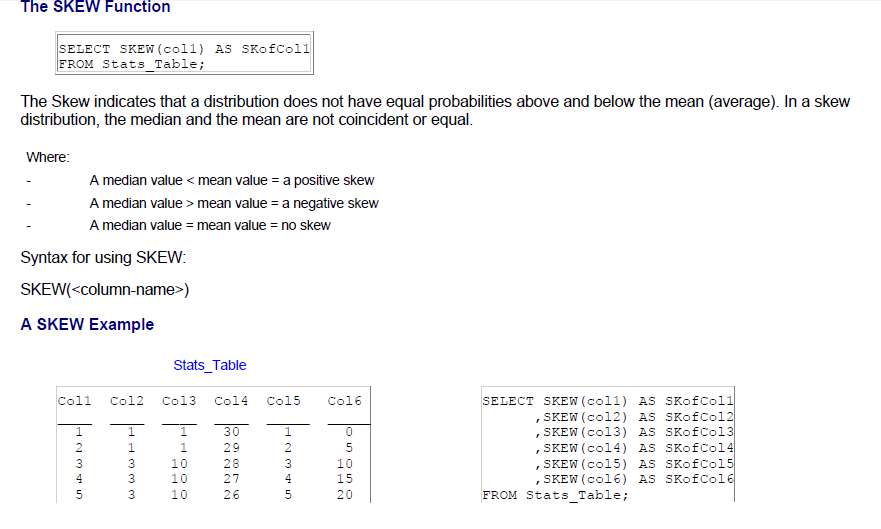 The SKEW Function
SELECT SKEW(col1) AS SKofCol1
FROM Stats_Table;
The Skew indicates that a distribution does not have equal probabilities above and below the mean (average). In a skew
distribution, the median and the mean are not coincident or equal.
Where:
- A median value < mean value = a positive skew
- A median value > mean value = a negative skew
- A median value = mean value = no skew
Syntax for using SKEW:
SKEW(<column-name>)
A SKEW Example
Stats_Table
Col1 Col2 Col3 Col4 Col5 Col6
1 1 1 30 1 0
2 1 1 29 2 5
3 3 10 28 3 10
4 3 10 27 4 15
5 3 10 26 5 20
SELECT SKEW(col1) AS SKofCol1
,SKEW(col2) AS SKofCol2
,SKEW(col3) AS SKofCol3
,SKEW(col4) AS SKofCol4
,SKEW(col5) AS SKofCol5
,SKEW(col6) AS SKofCol6
FROM Stats_Table;